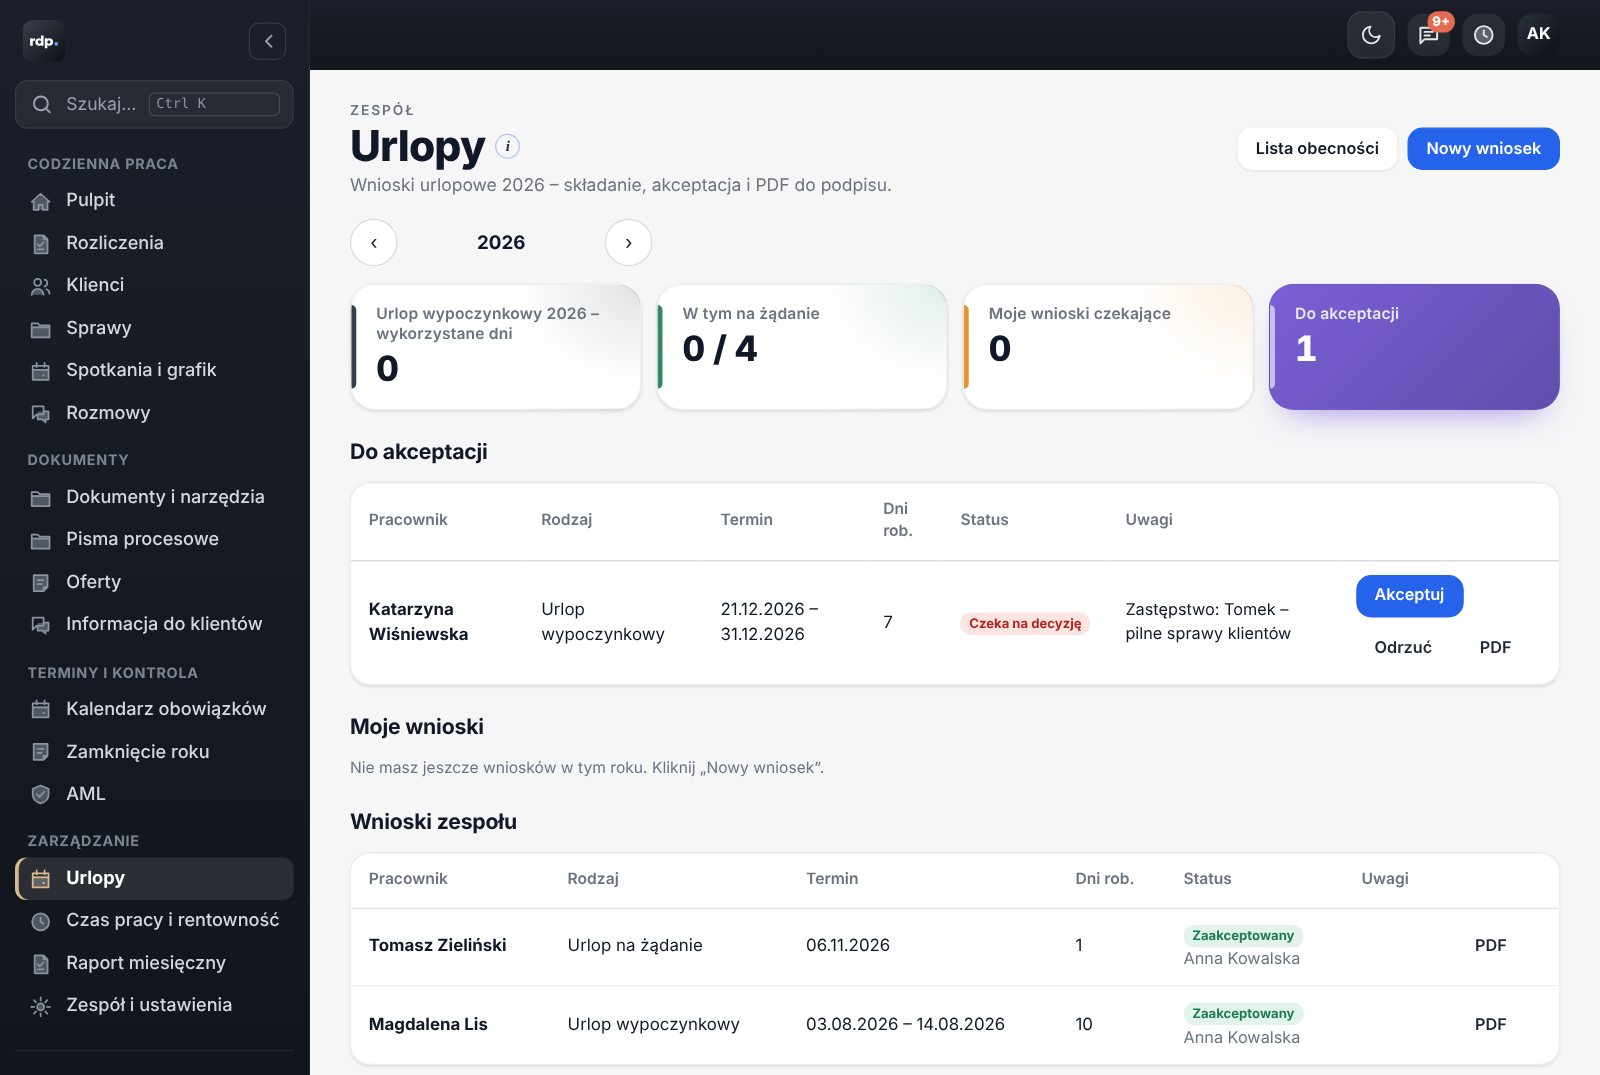 rdp.
Szukaj... Ctrl K
CODZIENNA PRACA
Pulpit
Rozliczenia
Klienci
Sprawy
Spotkania i grafik
Rozmowy
DOKUMENTY
Dokumenty i narzędzia
Pisma procesowe
Oferty
Informacja do klientów
TERMINY I KONTROLA
Kalendarz obowiązków
Zamknięcie roku
AML
ZARZĄDZANIE
Urlopy
Czas pracy i rentowność
Raport miesięczny
Zespół i ustawienia
9+
AK
ZESPÓŁ
Urlopy i
Wnioski urlopowe 2026 – składanie, akceptacja i PDF do podpisu.
Lista obecności
Nowy wniosek
‹ 2026 ›
Urlop wypoczynkowy 2026 –
wykorzystane dni
0
W tym na żądanie
0 / 4
Moje wnioski czekające
0
Do akceptacji
1
Do akceptacji
Pracownik Rodzaj Termin Dni rob. Status Uwagi
Katarzyna Wiśniewska
Urlop wypoczynkowy
21.12.2026 –
31.12.2026
7
Czeka na decyzję
Zastępstwo: Tomek –
pilne sprawy klientów
Akceptuj
Odrzuć PDF
Moje wnioski
Nie masz jeszcze wniosków w tym roku. Kliknij „Nowy wniosek”.
Wnioski zespołu
Pracownik Rodzaj Termin Dni rob. Status Uwagi
Tomasz Zieliński Urlop na żądanie 06.11.2026 1 Zaakceptowany PDF
Anna Kowalska
Magdalena Lis Urlop wypoczynkowy 03.08.2026 – 14.08.2026 10 Zaakceptowany PDF
Anna Kowalska